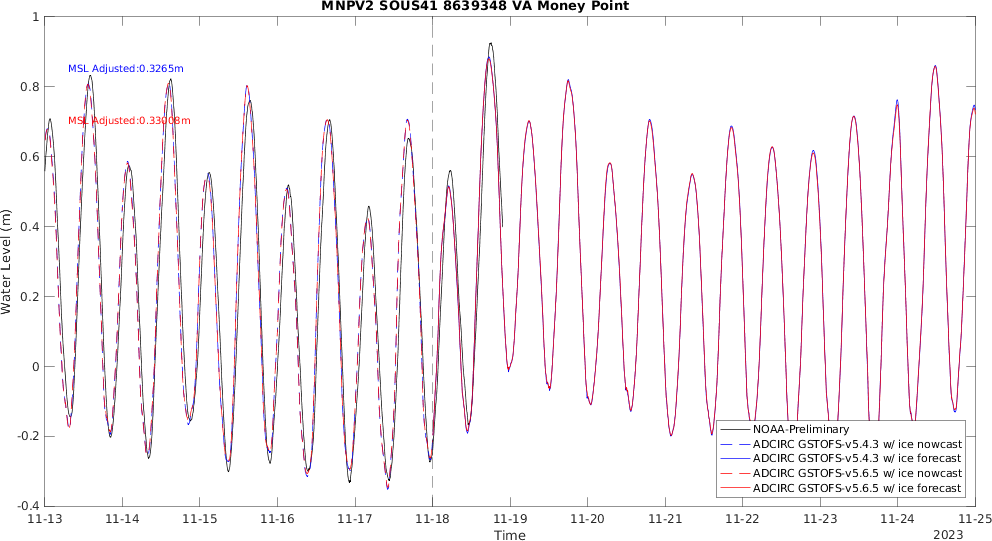 MNPV2 SOUS41 8639348 VA Money Point
1
0.8
0.6
0.4
0.2
0
-0.2
-0.4
Water Level (m)
MSL Adjusted:0.3265m
MSL Adjusted:0.33008m
NOAA-Preliminary
ADCIRC GSTOFS-v5.4.3 w/ ice nowcast
ADCIRC GSTOFS-v5.4.3 w/ ice forecast
ADCIRC GSTOFS-v5.6.5 w/ ice nowcast
ADCIRC GSTOFS-v5.6.5 w/ ice forecast
11-13 11-14 11-15 11-16 11-17 11-18 11-19 11-20 11-21 11-22 11-23 11-24 11-25
Time
2023